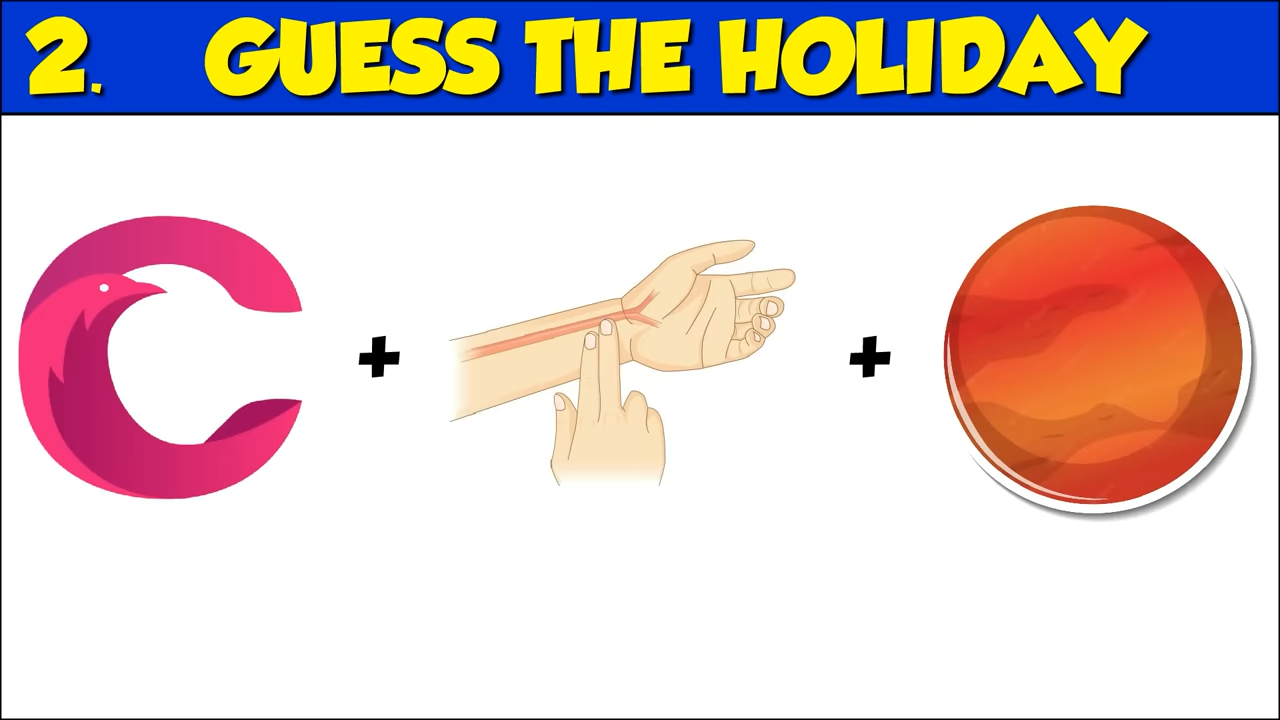 2. GUESS THE HOLIDAY
C + +